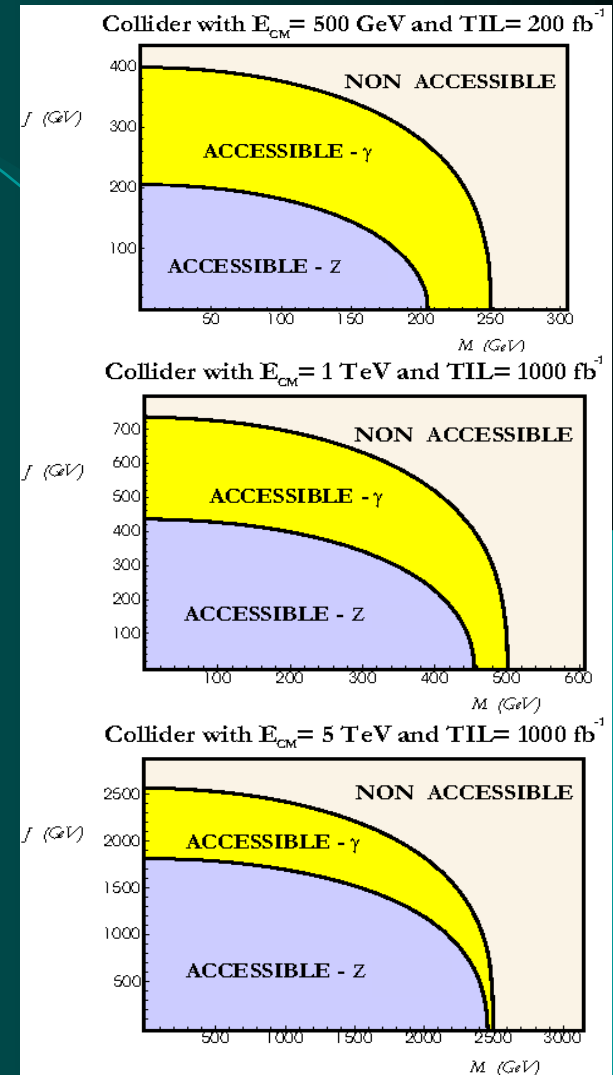 Collider with E_CM= 500 GeV and TIL= 200 fb^-1
400
NON ACCESSIBLE
f (GeV)
300
ACCESSIBLE - γ
200
ACCESSIBLE - Z
100
50 100 150 200 250 300
M (GeV)
Collider with E_CM= 1 TeV and TIL= 1000 fb^-1
700
NON ACCESSIBLE
600
f (GeV)
500
ACCESSIBLE - γ
400
300
200
ACCESSIBLE - Z
100
100 200 300 400 500 600
M (GeV)
Collider with E_CM= 5 TeV and TIL= 1000 fb^-1
2500
NON ACCESSIBLE
f (GeV)
2000
ACCESSIBLE - γ
1500
1000
ACCESSIBLE - Z
500
500 1000 1500 2000 2500 3000
M (GeV)